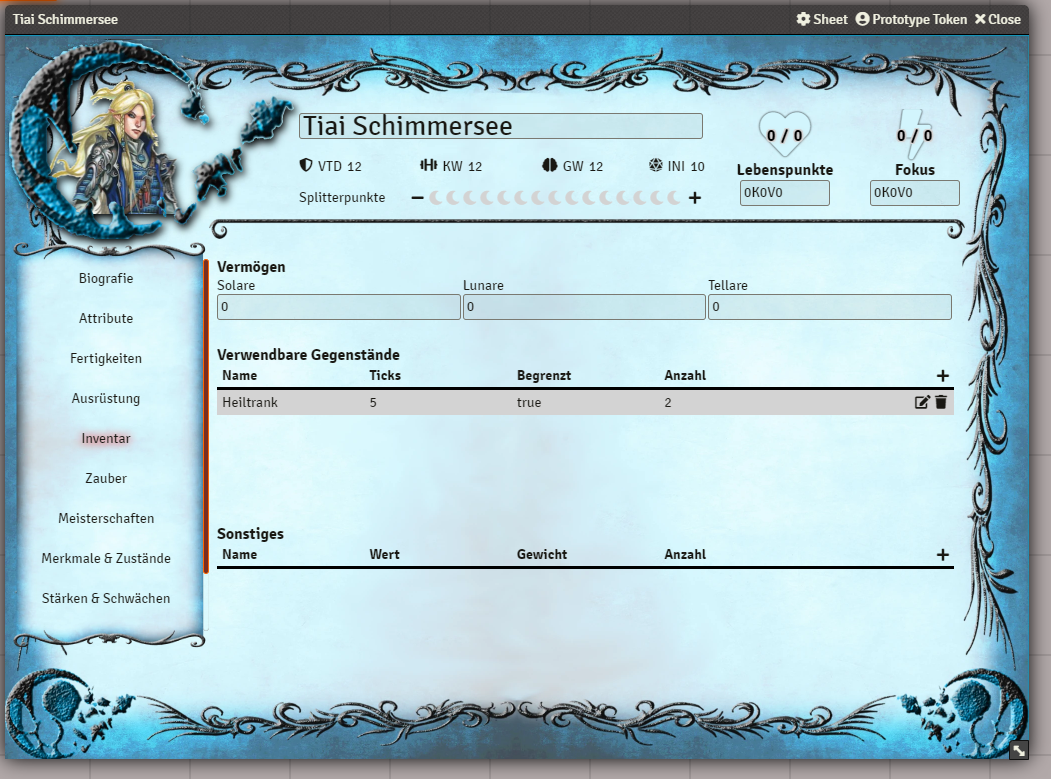 Tiai Schimmersee Sheet Prototype Token Close
Tiai Schimmersee
0 / 0 0 / 0
VTD 12 KW 12 GW 12 INI 10
Lebenspunkte Fokus
Splitterpunkte
0K0V0 0K0V0
Biografie
Attribute
Fertigkeiten
Ausrüstung
Inventar
Zauber
Meisterschaften
Merkmale & Zustände
Stärken & Schwächen
Vermögen
Solare Lunare Tellare
0 0 0
Verwendbare Gegenstände
Name Ticks Begrenzt Anzahl
Heiltrank 5 true 2
Sonstiges
Name Wert Gewicht Anzahl